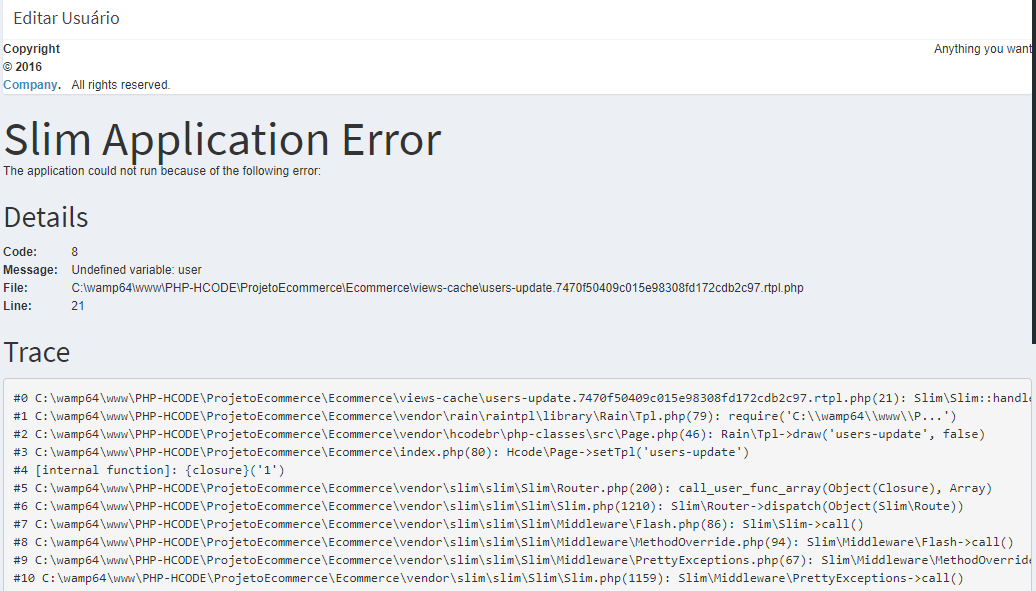 Editar Usuário
Copyright Anything you want
© 2016
Company. All rights reserved.
Slim Application Error
The application could not run because of the following error:
Details
Code: 8
Message: Undefined variable: user
File: C:\wamp64\www\PHP-HCODE\ProjetoEcommerce\Ecommerce\views-cache\users-update.7470f50409c015e98308fd172cdb2c97.rtpl.php
Line: 21
Trace
#0 C:\wamp64\www\PHP-HCODE\ProjetoEcommerce\Ecommerce\views-cache\users-update.7470f50409c015e98308fd172cdb2c97.rtpl.php(21): Slim\Slim::handle
#1 C:\wamp64\www\PHP-HCODE\ProjetoEcommerce\Ecommerce\vendor\rain\raintpl\library\Rain\Tpl.php(79): require('C:\\wamp64\\www\\P...')
#2 C:\wamp64\www\PHP-HCODE\ProjetoEcommerce\Ecommerce\vendor\hcodebr\php-classes\src\Page.php(46): Rain\Tpl->draw('users-update', false)
#3 C:\wamp64\www\PHP-HCODE\ProjetoEcommerce\Ecommerce\index.php(80): Hcode\Page->setTpl('users-update')
#4 [internal function]: {closure}('1')
#5 C:\wamp64\www\PHP-HCODE\ProjetoEcommerce\Ecommerce\vendor\slim\slim\Slim\Router.php(200): call_user_func_array(Object(Closure), Array)
#6 C:\wamp64\www\PHP-HCODE\ProjetoEcommerce\Ecommerce\vendor\slim\slim\Slim\Slim.php(1210): Slim\Router->dispatch(Object(Slim\Route))
#7 C:\wamp64\www\PHP-HCODE\ProjetoEcommerce\Ecommerce\vendor\slim\slim\Slim\Middleware\Flash.php(86): Slim\Slim->call()
#8 C:\wamp64\www\PHP-HCODE\ProjetoEcommerce\Ecommerce\vendor\slim\slim\Slim\Middleware\MethodOverride.php(94): Slim\Middleware\Flash->call()
#9 C:\wamp64\www\PHP-HCODE\ProjetoEcommerce\Ecommerce\vendor\slim\slim\Slim\Middleware\PrettyExceptions.php(67): Slim\Middleware\MethodOverride
#10 C:\wamp64\www\PHP-HCODE\ProjetoEcommerce\Ecommerce\vendor\slim\slim\Slim\Slim.php(1159): Slim\Middleware\PrettyExceptions->call()